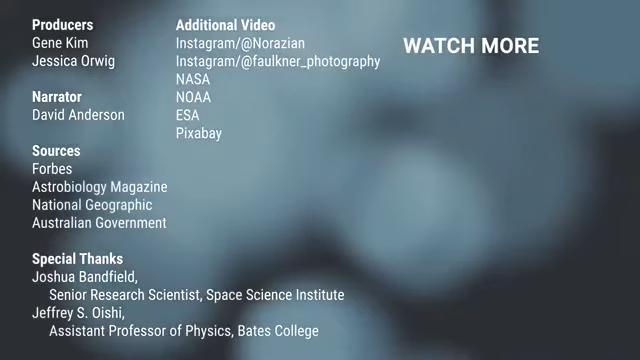 Producers
Gene Kim
Jessica Orwig
Narrator
David Anderson
Sources
Forbes
Astrobiology Magazine
National Geographic
Australian Government
Special Thanks
Joshua Bandfield,
Senior Research Scientist, Space Science Institute
Jeffrey S. Oishi,
Assistant Professor of Physics, Bates College
Additional Video
Instagram/@Norazian
Instagram/@faulkner_photography
NASA
NOAA
ESA
Pixabay
WATCH MORE